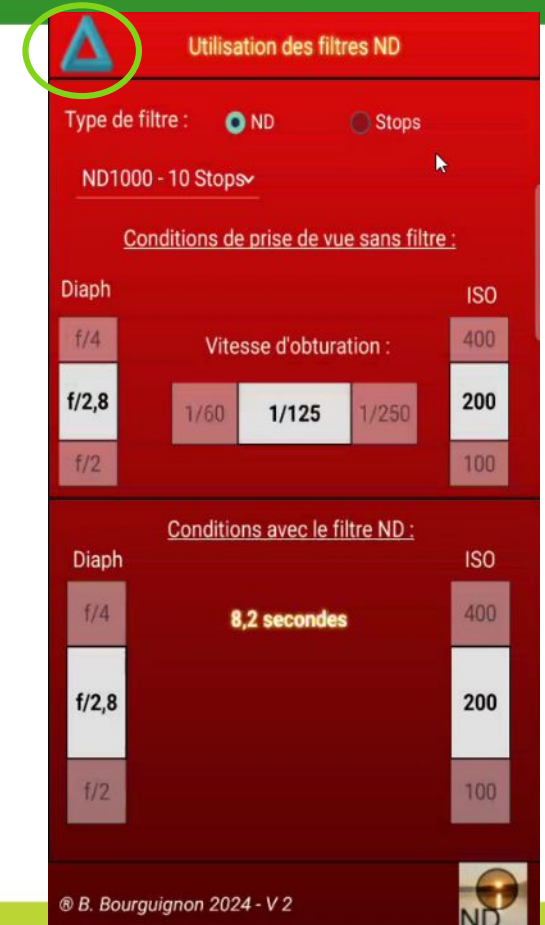 Utilisation des filtres ND
Type de filtre : ND Stops
ND1000 - 10 Stops
Conditions de prise de vue sans filtre :
Diaph ISO
f/4 Vitesse d'obturation : 400
f/2,8 1/60 1/125 1/250 200
f/2 100
Conditions avec le filtre ND :
Diaph ISO
f/4 8,2 secondes 400
f/2,8 200
f/2 100
® B. Bourguignon 2024 - V 2 ND